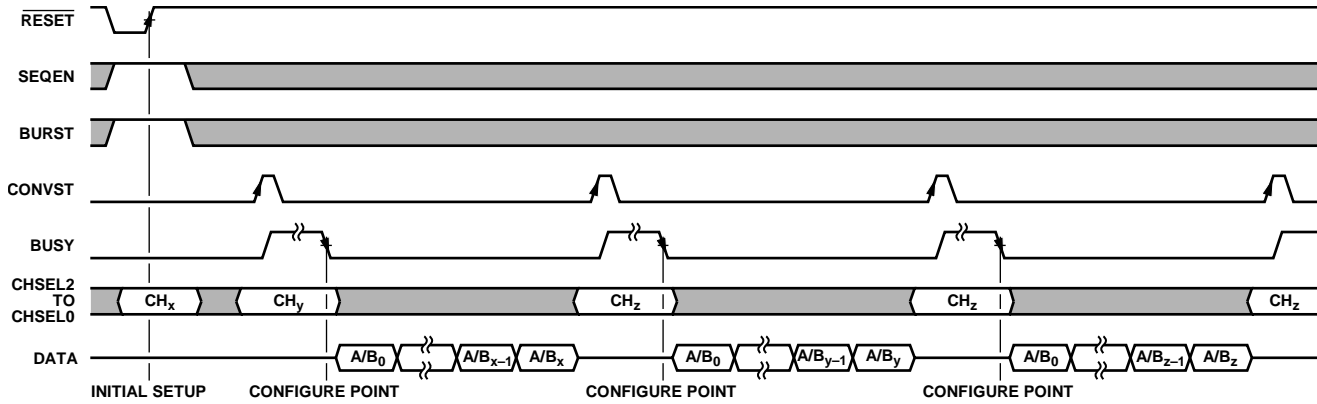 RESET
SEQEN
BURST
CONVST
BUSY
CHSEL2
TO
CHSEL0
CHx
CHy
CHz
CHz
CHz
DATA
A/B0
A/Bx–1
A/Bx
A/B0
A/By–1
A/By
A/B0
A/Bz–1
A/Bz
INITIAL SETUP
CONFIGURE POINT
CONFIGURE POINT
CONFIGURE POINT